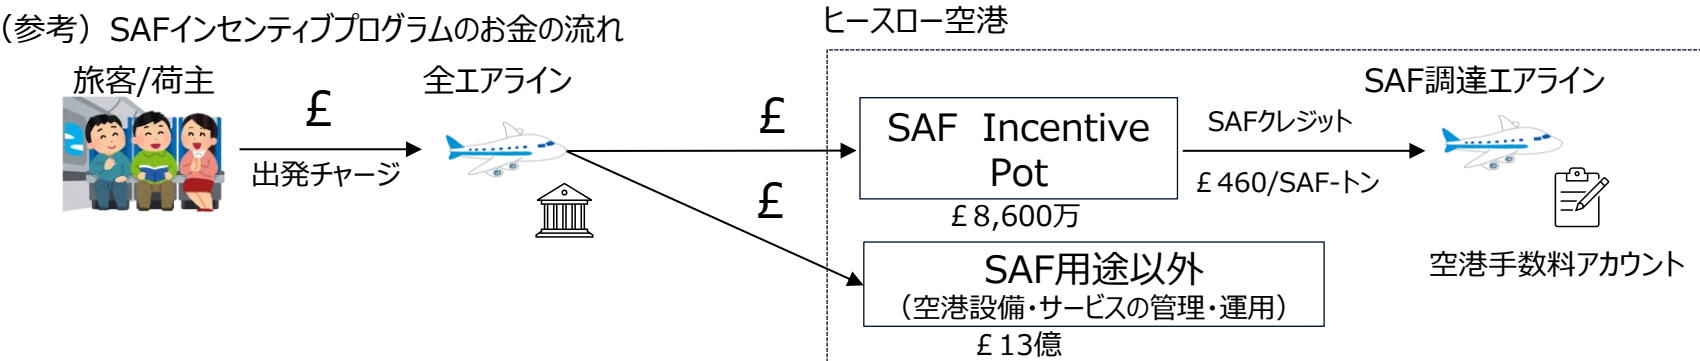 （参考）SAFインセンティブプログラムのお金の流れ
ヒースロー空港
旅客/荷主
£
出発チャージ
全エアライン
£
£
SAF Incentive
Pot
£8,600万
SAF用途以外
（空港設備・サービスの管理・運用）
£13億
SAFクレジット
£460/SAF-トン
SAF調達エアライン
空港手数料アカウント